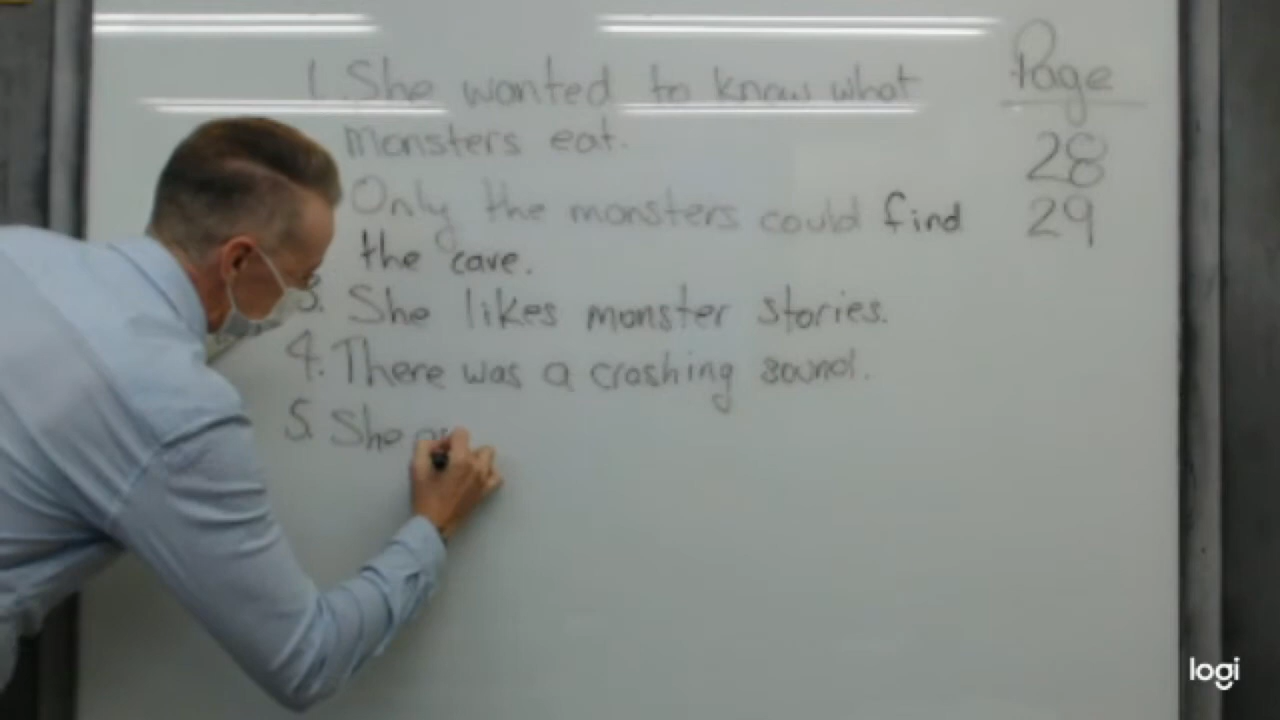 1. She wanted to know what
monsters eat.
Only the monsters could find
the cave.
3. She likes monster stories.
4. There was a crashing sound.
5. She
Page
28
29
logi